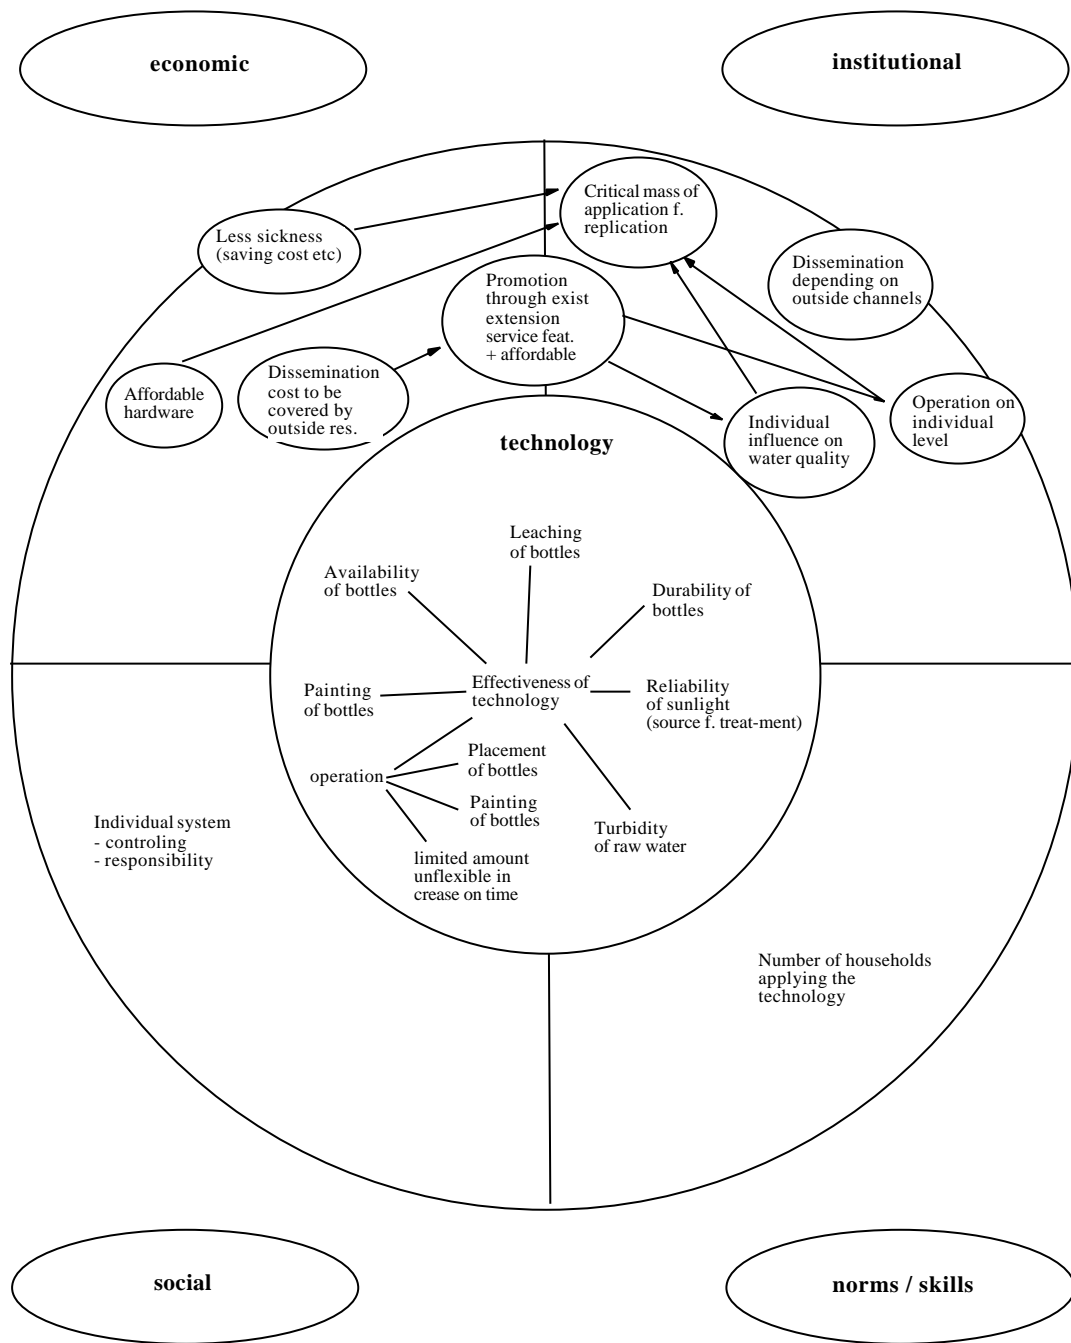 economic
institutional
Less sickness
(saving cost etc)
Critical mass of
application f.
replication
Dissemination
depending on
outside channels
Promotion
through exist
extension
service feat.
+ affordable
Affordable
hardware
Dissemination
cost to be
covered by
outside res.
Individual
influence on
water quality
Operation on
individual
level
technology
Leaching
of bottles
Availability
of bottles
Durability of
bottles
Painting
of bottles
Effectiveness of
technology
Reliability
of sunlight
(source f. treat-ment)
operation
Placement
of bottles
Painting
of bottles
limited amount
unflexible in
crease on time
Turbidity
of raw water
Individual system
- controling
- responsibility
Number of households
applying the
technology
social
norms / skills